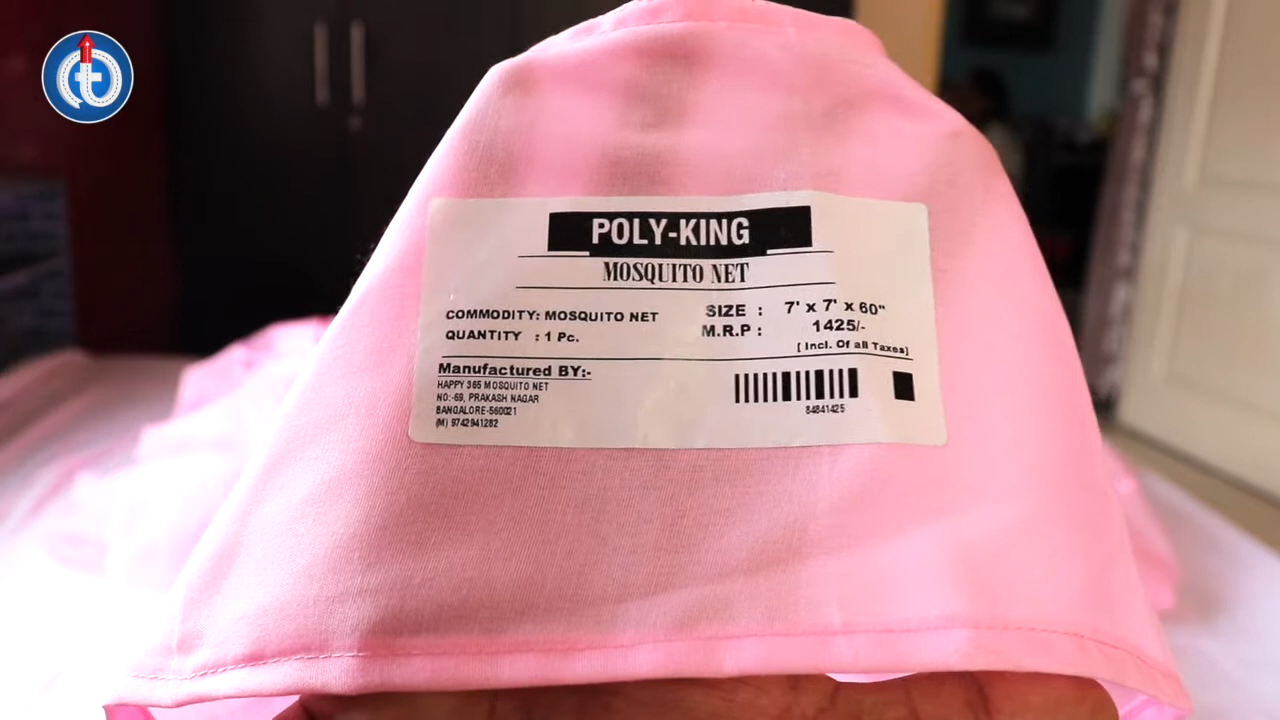 t
POLY-KING
MOSQUITO NET
COMMODITY: MOSQUITO NET
QUANTITY : 1 Pc.
SIZE : 7' x 7' x 60"
M.R.P : 1425/-
[ Incl. Of all Taxes]
Manufactured BY:-
HAPPY 365 MOSQUITO NET
NO:-69, PRAKASH NAGAR
BANGALORE-560021
(M) 9742941282
84841425